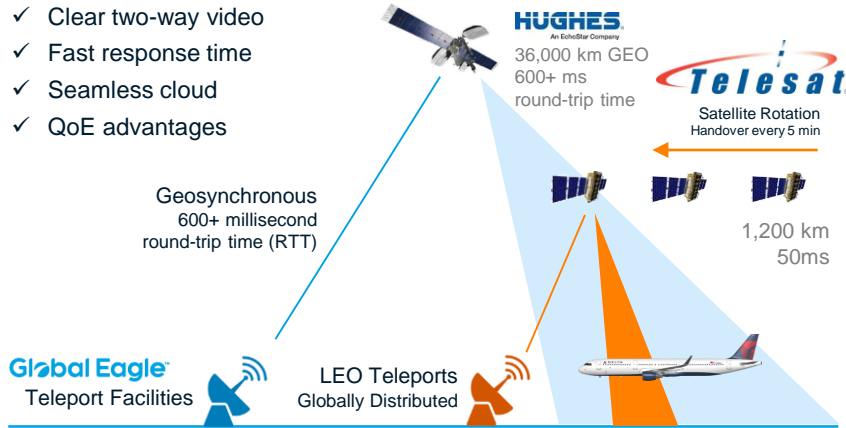 ✓ Clear two-way video
✓ Fast response time
✓ Seamless cloud
✓ QoE advantages
HUGHES®
An EchoStar Company
36,000 km GEO
600+ ms
round-trip time
Telesat
Satellite Rotation
Handover every 5 min
Geosynchronous
600+ millisecond
round-trip time (RTT)
1,200 km
50ms
Global Eagle™
Teleport Facilities
LEO Teleports
Globally Distributed
DELTA